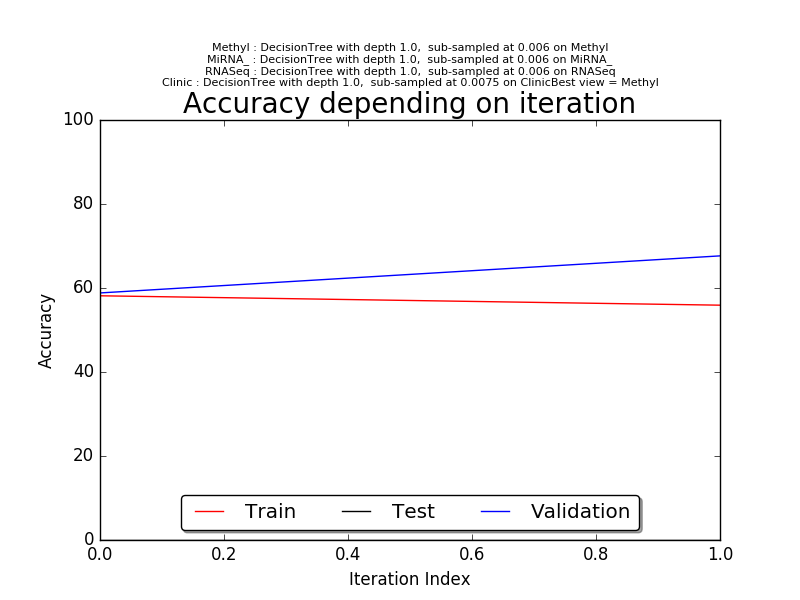 Methyl : DecisionTree with depth 1.0,  sub-sampled at 0.006 on Methyl
MiRNA_ : DecisionTree with depth 1.0,  sub-sampled at 0.006 on MiRNA_
RNASeq : DecisionTree with depth 1.0,  sub-sampled at 0.006 on RNASeq
Clinic : DecisionTree with depth 1.0,  sub-sampled at 0.0075 on ClinicBest view = Methyl
Accuracy depending on iteration
100
80
60
40
20
0
Accuracy
Train Test Validation
0.0 0.2 0.4 0.6 0.8 1.0
Iteration Index